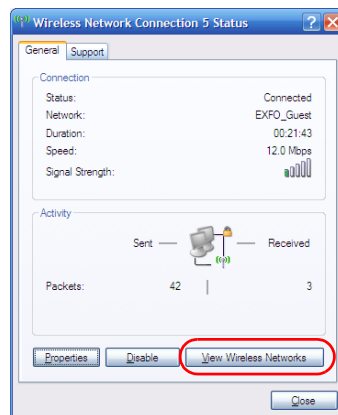 Wireless Network Connection 5 Status
General Support
Connection
Status: Connected
Network: EXFO_Guest
Duration: 00:21:43
Speed: 12.0 Mbps
Signal Strength:
Activity
Sent Received
Packets: 42 3
Properties Disable View Wireless Networks
Close